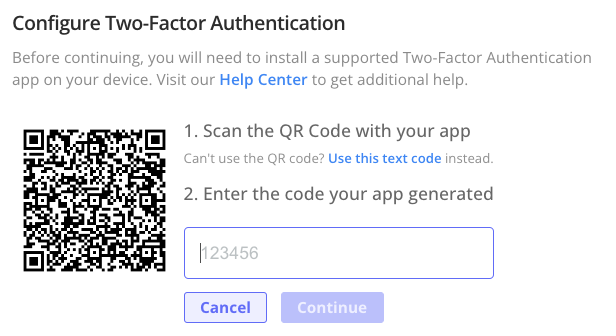 Configure Two-Factor Authentication
Before continuing, you will need to install a supported Two-Factor Authentication
app on your device. Visit our Help Center to get additional help.
1. Scan the QR Code with your app
Can't use the QR code? Use this text code instead.
2. Enter the code your app generated
123456
Cancel
Continue